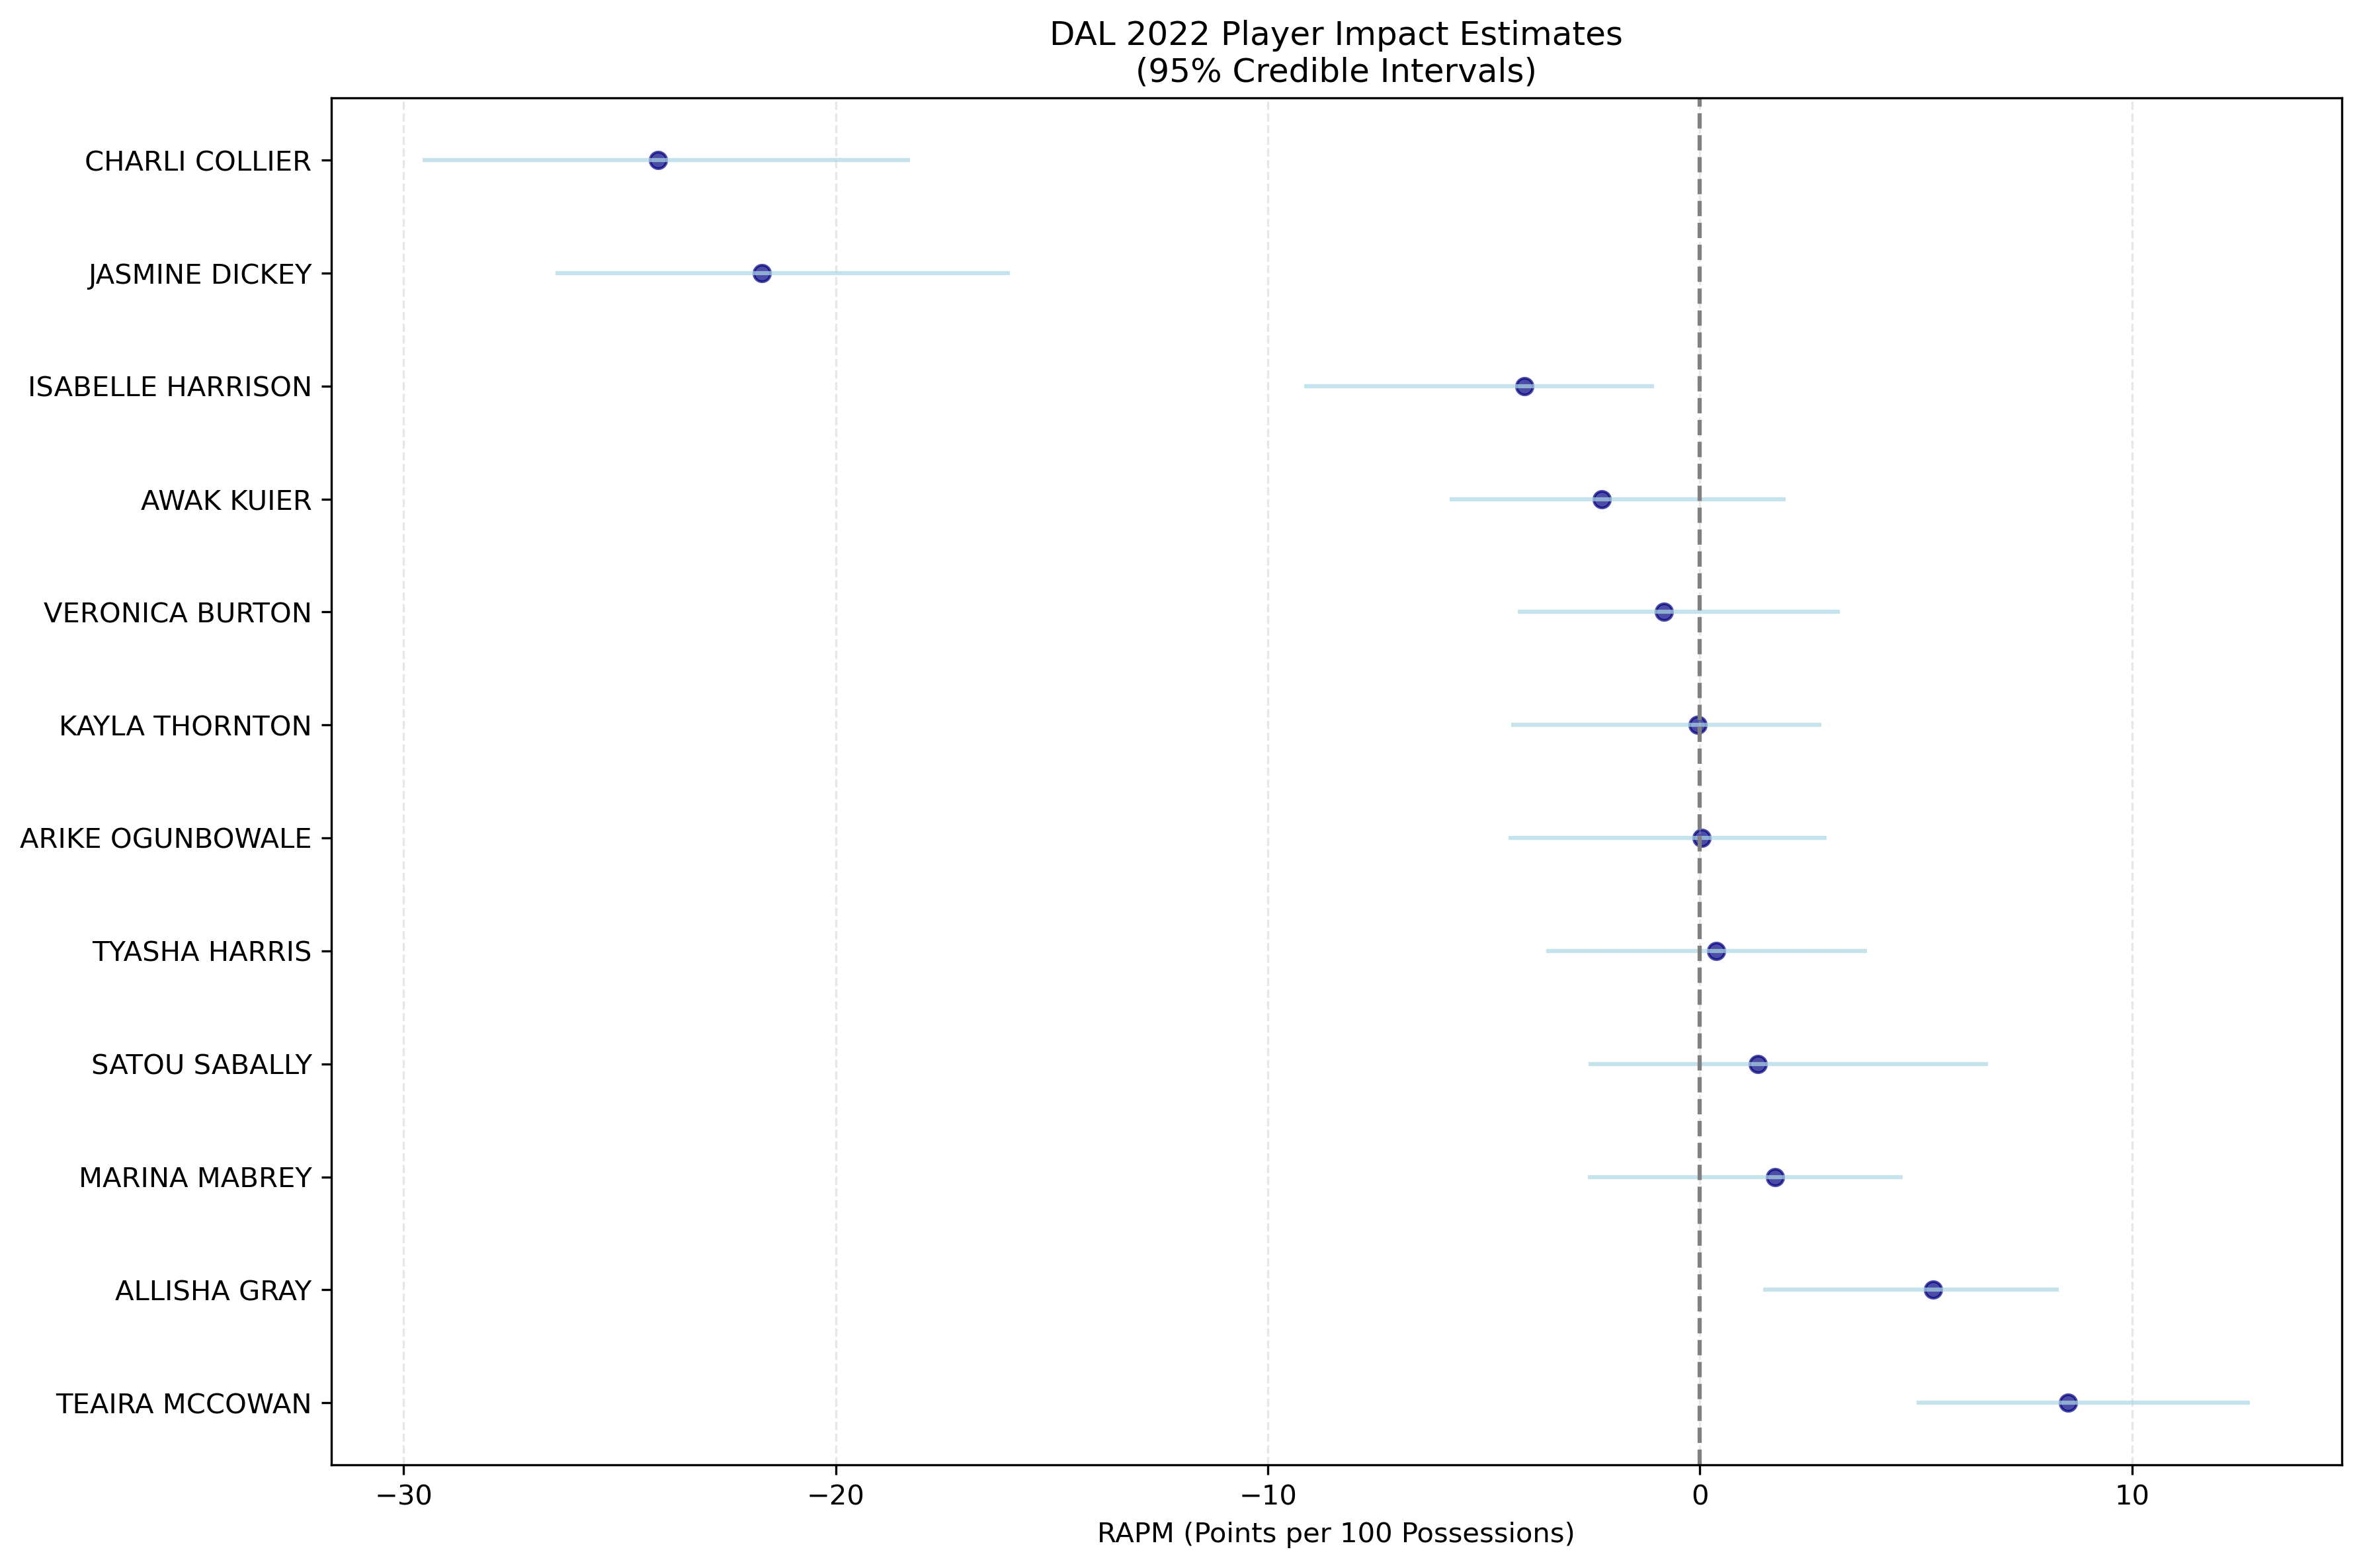 DAL 2022 Player Impact Estimates
(95% Credible Intervals)
CHARLI COLLIER
JASMINE DICKEY
ISABELLE HARRISON
AWAK KUIER
VERONICA BURTON
KAYLA THORNTON
ARIKE OGUNBOWALE
TYASHA HARRIS
SATOU SABALLY
MARINA MABREY
ALLISHA GRAY
TEAIRA MCCOWAN
−30 −20 −10 0 10
RAPM (Points per 100 Possessions)